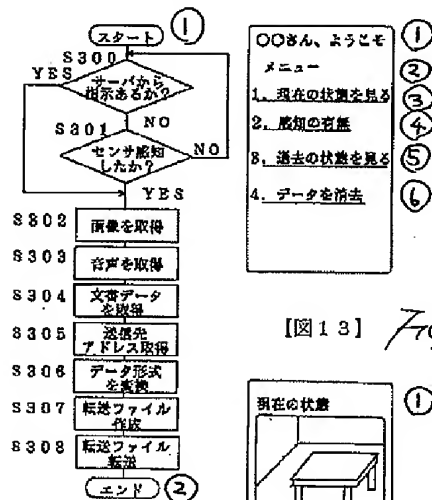 スタート ①
S300
YES
サーバから
指示あるか?
NO
S301
センサ感知
したか?
NO
YES
S302 画像を取得
S303 音声を取得
S304 文書データ
を取得
S305 送信先
アドレス取得
S306 データ形式
を変換
S307 転送ファイル
作成
S308 転送ファイル
転送
エンド ②
〇〇さん、ようこそ ①
メニュー ②
1.現在の状態を見る ③
2.感知の有無 ④
3.過去の状態を見る ⑤
4.データを消去 ⑥
【図13】
現在の状態 ①